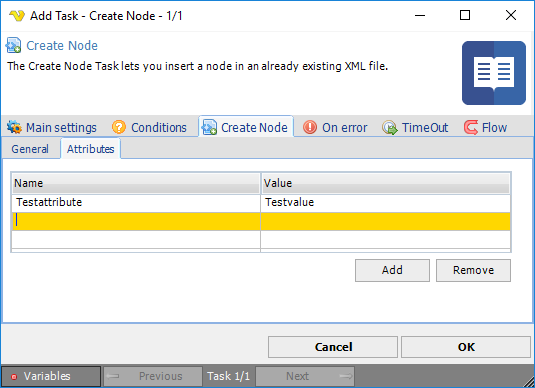 Add Task - Create Node - 1/1
Create Node
The Create Node Task lets you insert a node in an already existing XML file.
Main settings Conditions Create Node On error TimeOut Flow
General Attributes
Name Value
Testattribute Testvalue
Add Remove
Cancel OK
Variables Previous Task 1/1 Next